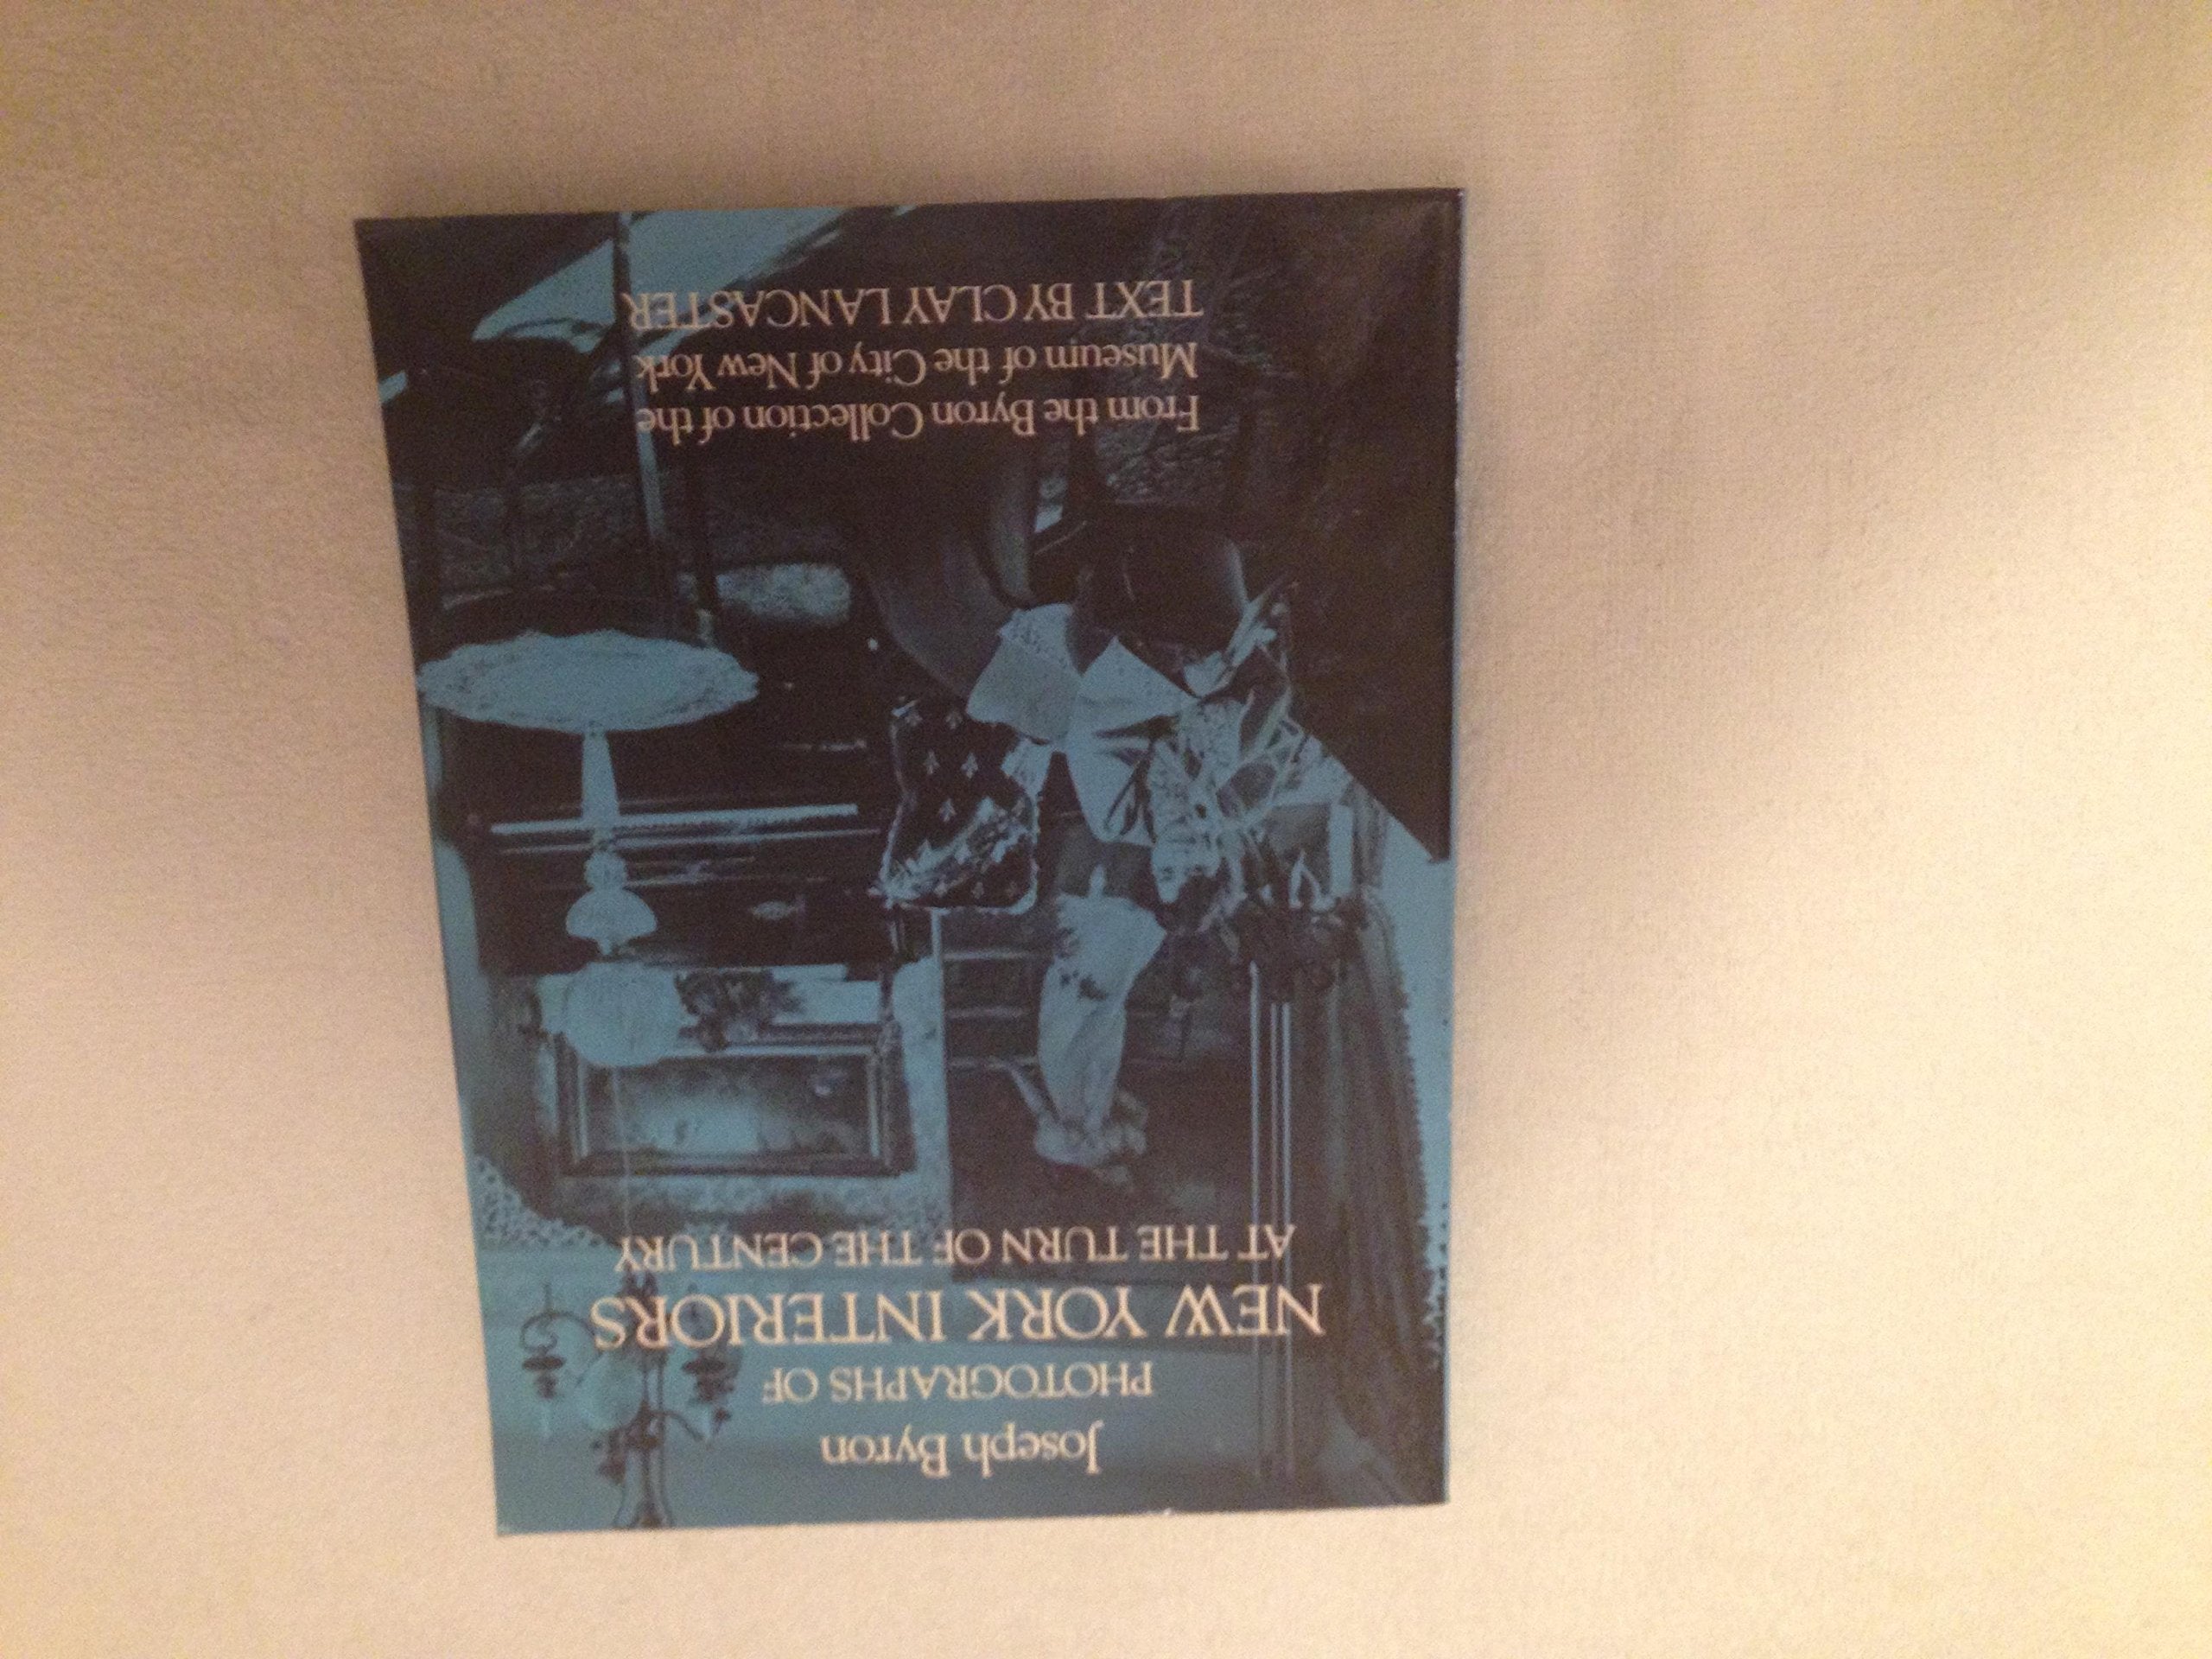 Joseph Byron
PHOTOGRAPHS OF
NEW YORK INTERIORS
AT THE TURN OF THE CENTURY
From the Byron Collection of the
Museum of the City of New York
TEXT BY CLAY LANCASTER